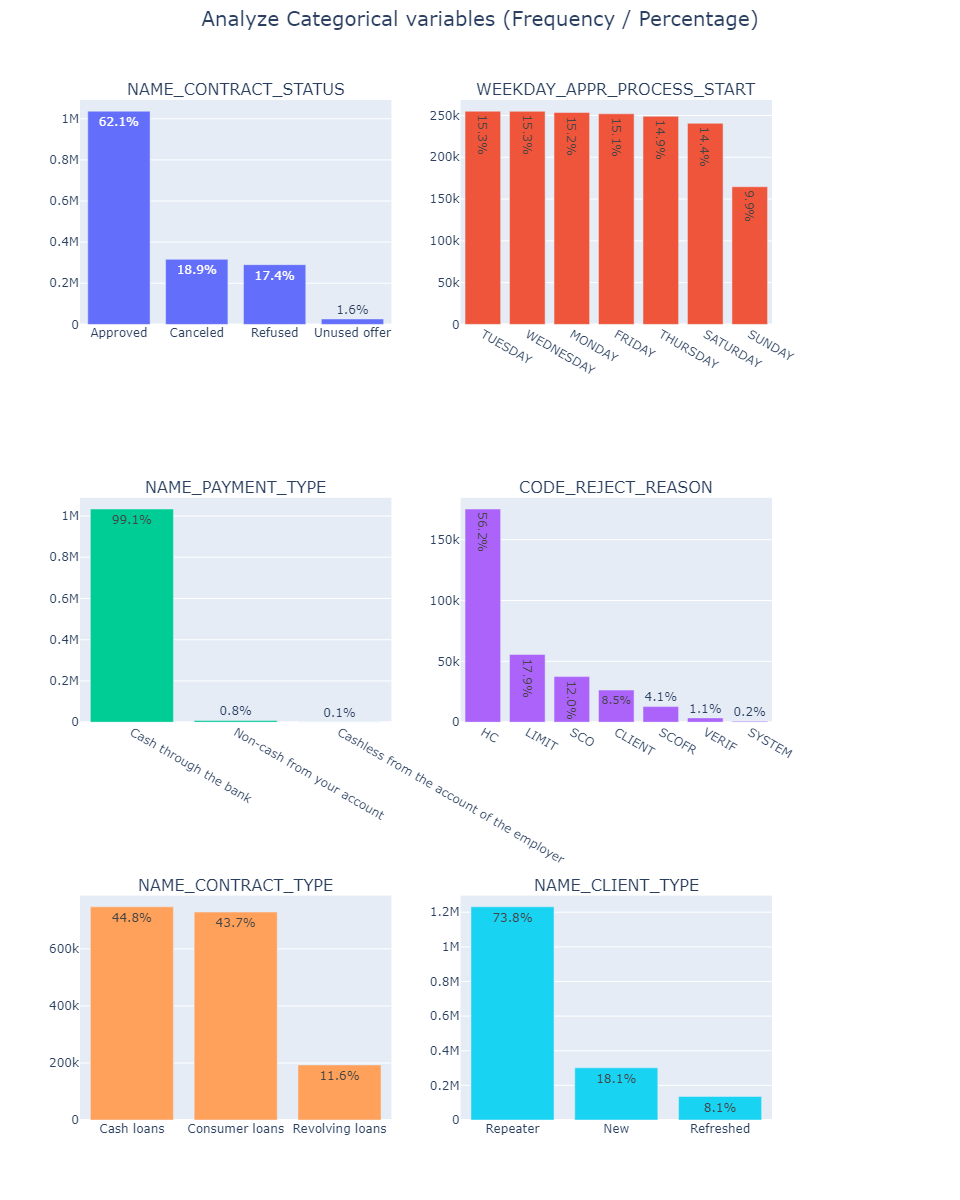 Analyze Categorical variables (Frequency / Percentage)
NAME_CONTRACT_STATUS
1M
0.8M
0.6M
0.4M
0.2M
0
62.1%
18.9%
17.4%
1.6%
Approved
Canceled
Refused
Unused offer
WEEKDAY_APPR_PROCESS_START
250k
200k
150k
100k
50k
0
15.3%
15.3%
15.2%
15.1%
14.9%
14.4%
9.9%
TUESDAY
WEDNESDAY
MONDAY
FRIDAY
THURSDAY
SATURDAY
SUNDAY
NAME_PAYMENT_TYPE
1M
0.8M
0.6M
0.4M
0.2M
0
99.1%
0.8%
0.1%
Cash through the bank
Non-cash from your account
Cashless from the account of the employer
CODE_REJECT_REASON
150k
100k
50k
0
56.2%
17.9%
12.0%
8.5%
4.1%
1.1%
0.2%
HC
LIMIT
SCO
CLIENT
SCOFR
VERIF
SYSTEM
NAME_CONTRACT_TYPE
600k
400k
200k
0
44.8%
43.7%
11.6%
Cash loans
Consumer loans
Revolving loans
NAME_CLIENT_TYPE
1.2M
1M
0.8M
0.6M
0.4M
0.2M
0
73.8%
18.1%
8.1%
Repeater
New
Refreshed